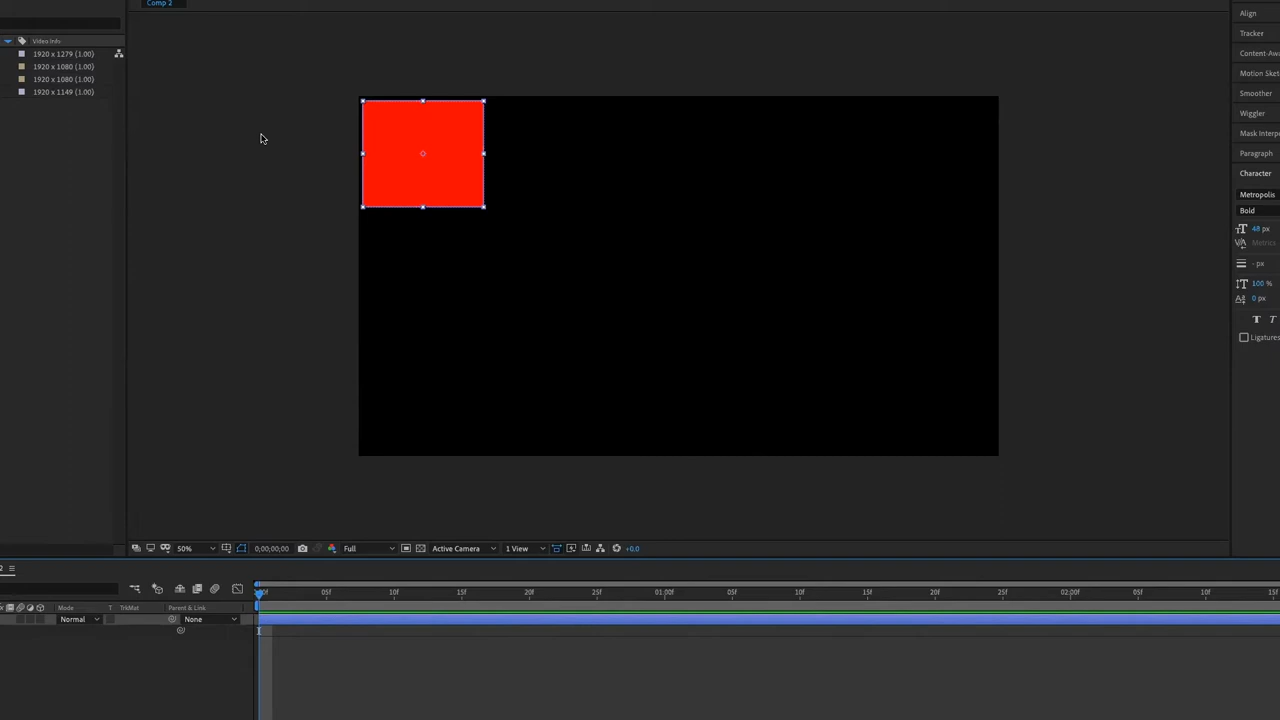 Comp 2
Video Info
1920 x 1279 (1.00)
1920 x 1080 (1.00)
1920 x 1080 (1.00)
1920 x 1149 (1.00)
Align
Tracker
Content-Aw
Motion Sket
Smoother
Wiggler
Mask Interpo
Paragraph
Character
Metropolis
Bold
48 px
Metrics
- px
100 %
0 px
T T
Ligatures
50% 0;00;00;00 Full Active Camera 1 View +0.0
2
05f 10f 15f 20f 25f 01:00f 05f 10f 15f 20f 02:00f 05f 10f 15f
Mode T TrkMat Parent & Link
Normal None